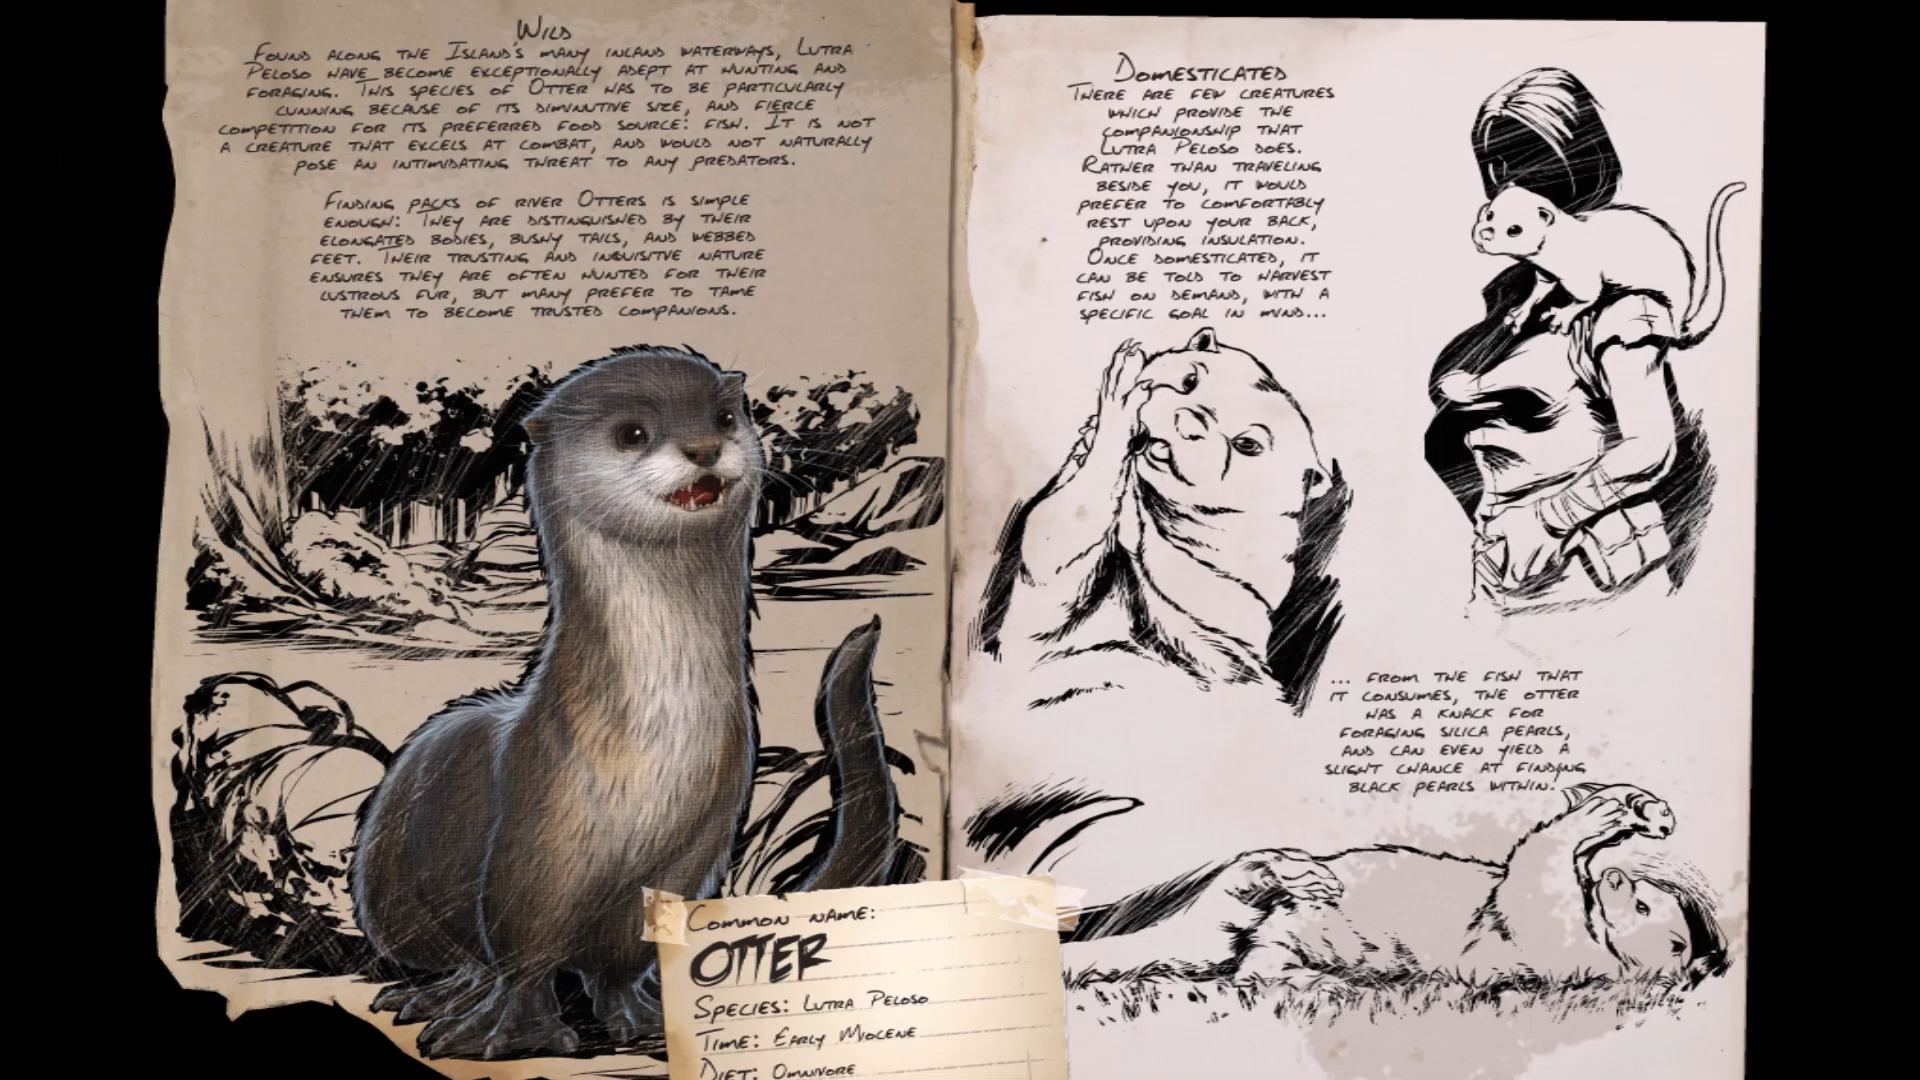 Wild
Found along the Island's many inland waterways, Lutra
Peloso have become exceptionally adept at hunting and
foraging. This species of Otter has to be particularly
cunning because of its diminutive size, and fierce
competition for its preferred food source: fish. It is not
a creature that excels at combat, and would not naturally
pose an intimidating threat to any predators.
Finding packs of river Otters is simple
enough: They are distinguished by their
elongated bodies, bushy tails, and webbed
feet. Their trusting and inquisitve nature
ensures they are often hunted for their
lustrous fur, but many prefer to tame
them to become trusted companions.
Domesticated
There are few creatures
which provide the
companionship that
Lutra Peloso does.
Rather than traveling
beside you, it would
prefer to comfortably
rest upon your back,
providing insulation.
Once domesticated, it
can be told to harvest
fish on demand, with a
specific goal in mind...
... from the fish that
it consumes, the otter
has a knack for
foraging silica pearls,
and can even yield a
slight chance at finding
black pearls within.
Common name:
OTTER
Species: Lutra Peloso
Time: Early Miocene
Diet: Omnivore